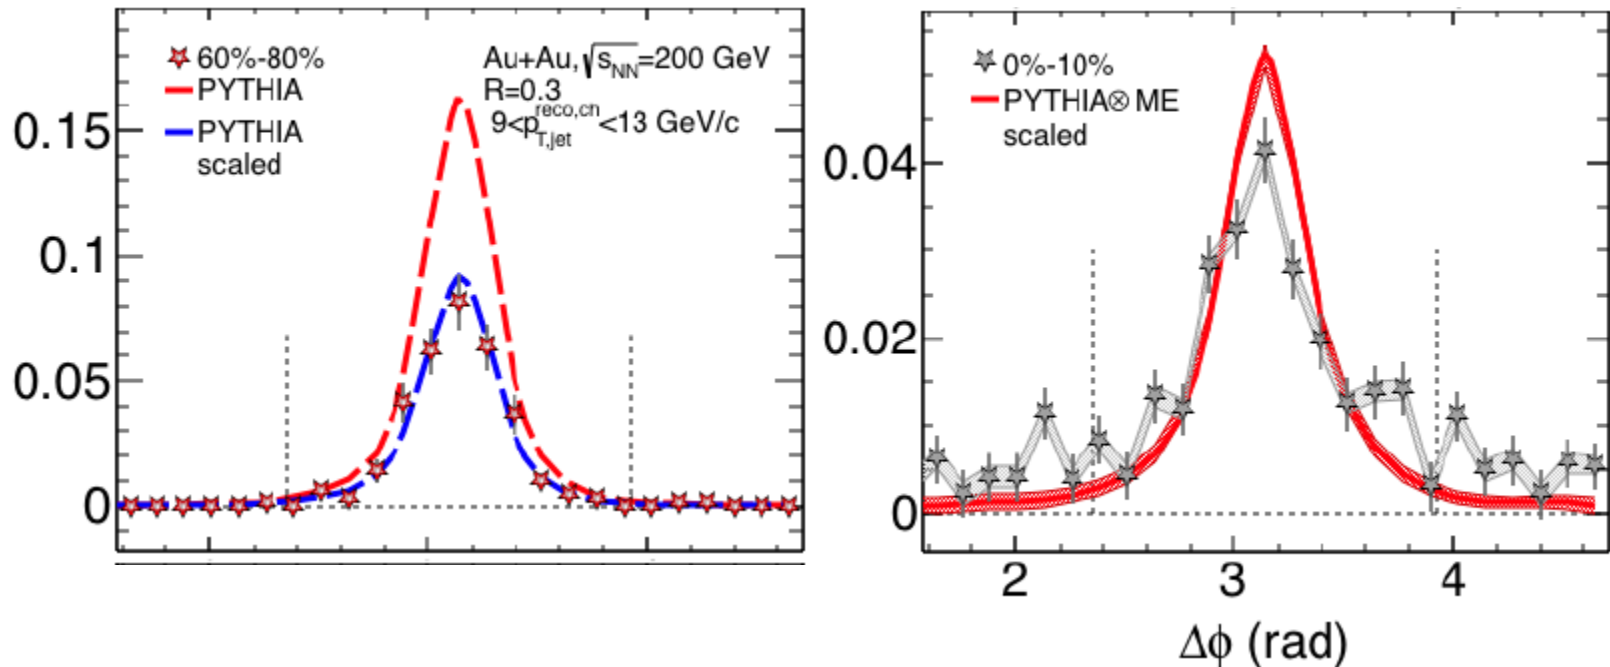 60%-80%
PYTHIA
PYTHIA
scaled
Au+Au, √s_NN=200 GeV
R=0.3
9<p_T,jet^reco,ch<13 GeV/c
0.15
0.1
0.05
0
0%-10%
PYTHIA⊗ ME
scaled
0.04
0.02
0
2 3 4
Δϕ (rad)